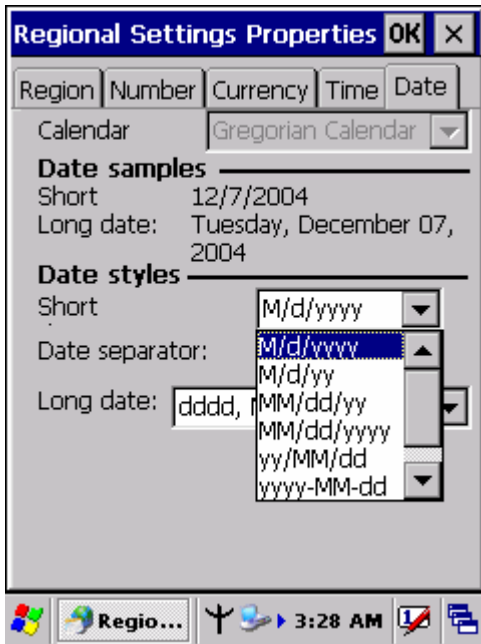 Regional Settings Properties OK ×
Region Number Currency Time Date
Calendar Gregorian Calendar
Date samples
Short 12/7/2004
Long date: Tuesday, December 07,
2004
Date styles
Short M/d/yyyy
M/d/yyyy
Date separator:
M/d/yy
Long date: dddd,
MM/dd/yy
MM/dd/yyyy
yy/MM/dd
yyyy-MM-dd
Regio... 3:28 AM